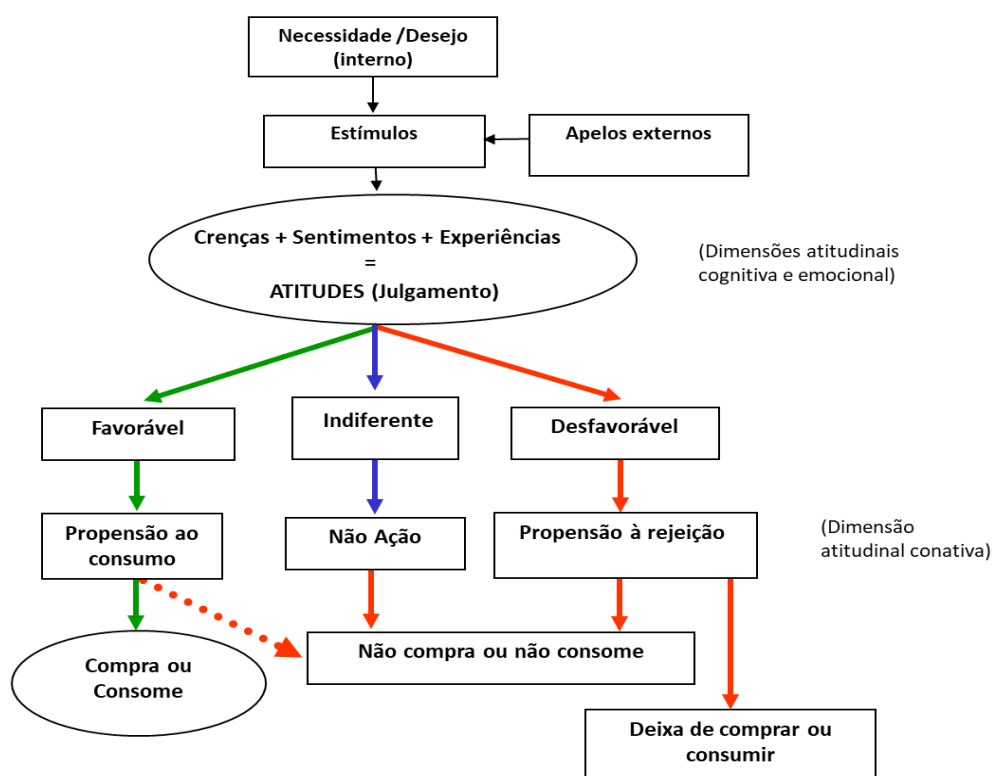 Necessidade /Desejo
(interno)
Estímulos
Apelos externos
Crenças + Sentimentos + Experiências
=
ATITUDES (Julgamento)
(Dimensões atitudinais
cognitiva e emocional)
Favorável
Indiferente
Desfavorável
Propensão ao
consumo
Não Ação
Propensão à rejeição
(Dimensão
atitudinal conativa)
Compra ou
Consome
Não compra ou não consome
Deixa de comprar ou
consumir